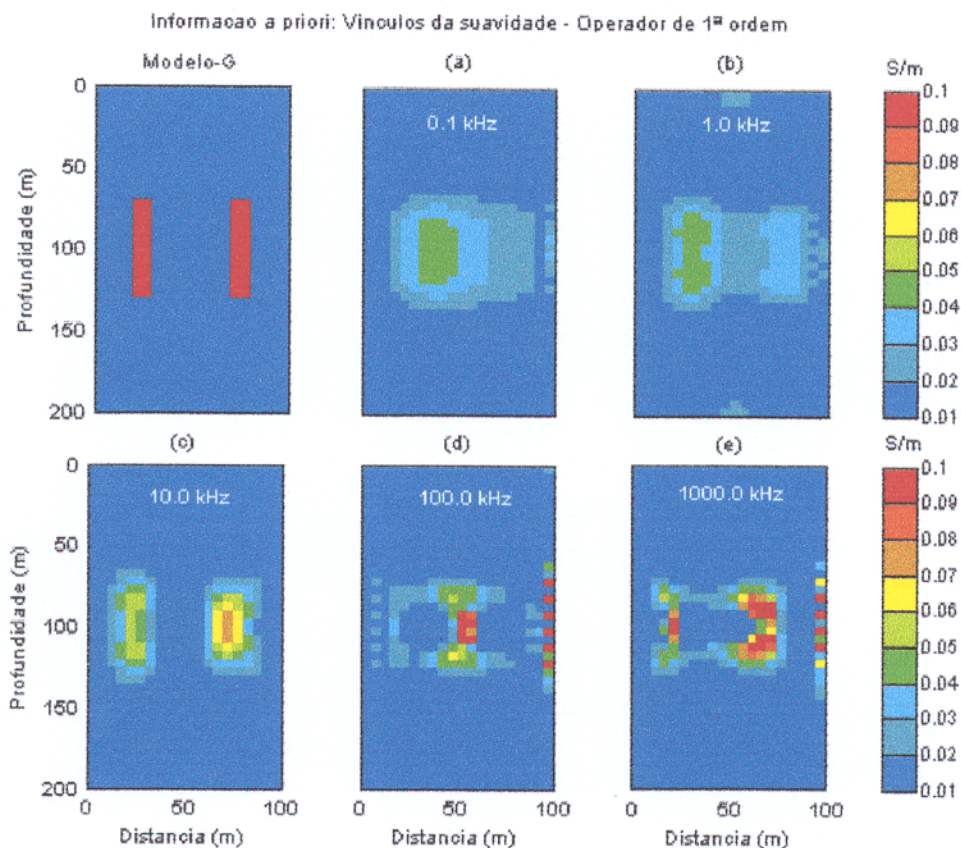 Informacao a priori: Vinculos da suavidade - Operador de 1ª ordem
Modelo-G
(a)
(b)
S/m
0.1 kHz
1.0 kHz
0
50
100
150
200
Profundidade (m)
0.1
0.09
0.08
0.07
0.06
0.05
0.04
0.03
0.02
0.01
(c)
(d)
(e)
S/m
10.0 kHz
100.0 kHz
1000.0 kHz
0
50
100
150
200
Profundidade (m)
0.1
0.09
0.08
0.07
0.06
0.05
0.04
0.03
0.02
0.01
0 50 100
0 50 100
0 50 100
Distancia (m)
Distancia (m)
Distancia (m)